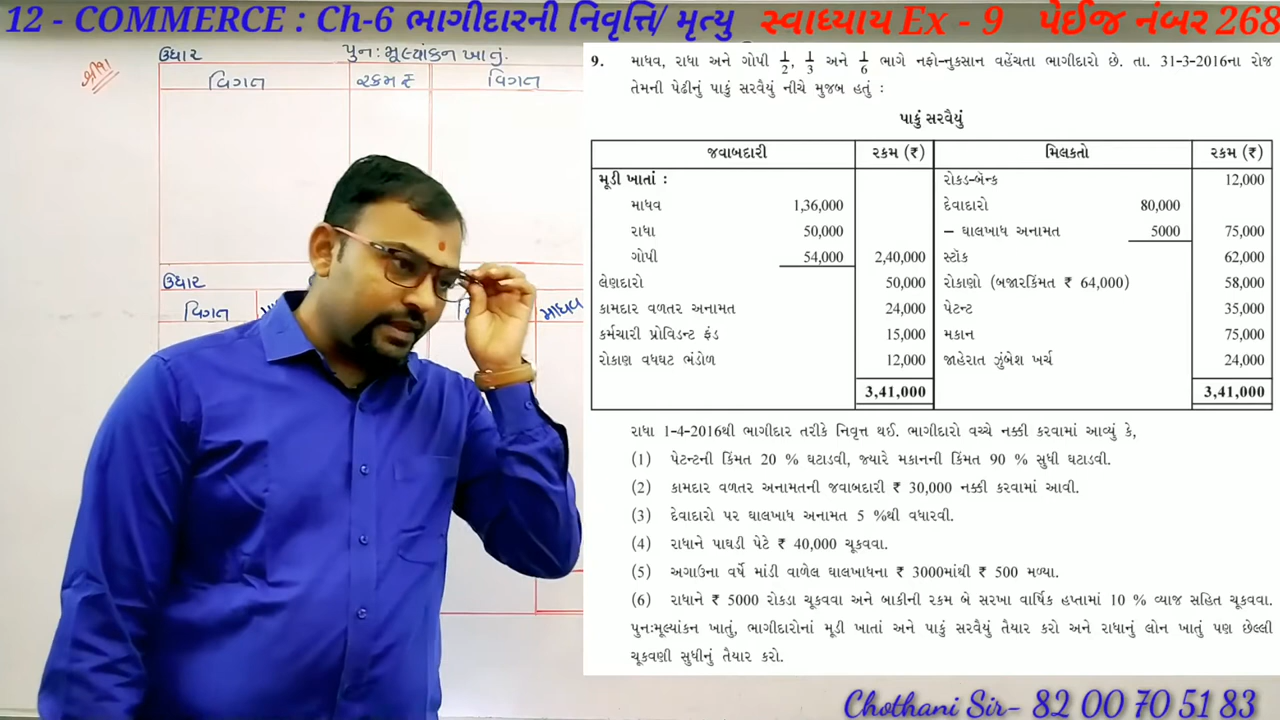 12 - COMMERCE : Ch-6 ભાગીદારની નિવૃત્તિ/ મૃત્યુ સ્વાધ્યાય Ex - 9 પેઈજ નંબર 268
શ્રી૧ા
ઉધાર પુન:મૂલ્યાંકન ખાતું.
વિગત રકમ ₹ વિગત
ઉધાર
વિગત માધવ
9. માધવ, રાધા અને ગોપી 1/2, 1/3 અને 1/6 ભાગે નફો-નુક્સાન વહેંચતા ભાગીદારો છે. તા. 31-3-2016ના રોજ
તેમની પેઢીનું પાકું સરવૈયું નીચે મુજબ હતું :
પાકું સરવૈયું
જવાબદારી રકમ (₹) મિલકતો રકમ (₹)
મૂડી ખાતાં : રોકડ-બૅન્ક 12,000
માધવ 1,36,000 દેવાદારો 80,000
રાધા 50,000 – ઘાલખાધ અનામત 5000 75,000
ગોપી 54,000 2,40,000 સ્ટૉક 62,000
લેણદારો 50,000 રોકાણો (બજારકિંમત ₹ 64,000) 58,000
કામદાર વળતર અનામત 24,000 પેટન્ટ 35,000
કર્મચારી પ્રોવિડન્ટ ફંડ 15,000 મકાન 75,000
રોકાણ વધઘટ ભંડોળ 12,000 જાહેરાત ઝુંબેશ ખર્ચ 24,000
3,41,000 3,41,000
રાધા 1-4-2016થી ભાગીદાર તરીકે નિવૃત્ત થઈ. ભાગીદારો વચ્ચે નક્કી કરવામાં આવ્યું કે,
(1) પેટન્ટની કિંમત 20 % ઘટાડવી, જ્યારે મકાનની કિંમત 90 % સુધી ઘટાડવી.
(2) કામદાર વળતર અનામતની જવાબદારી ₹ 30,000 નક્કી કરવામાં આવી.
(3) દેવાદારો પર ઘાલખાધ અનામત 5 %થી વધારવી.
(4) રાધાને પાઘડી પેટે ₹ 40,000 ચૂકવવા.
(5) અગાઉના વર્ષે માંડી વાળેલ ઘાલખાધના ₹ 3000માંથી ₹ 500 મળ્યા.
(6) રાધાને ₹ 5000 રોકડા ચૂકવવા અને બાકીની રકમ બે સરખા વાર્ષિક હપ્તામાં 10 % વ્યાજ સહિત ચૂકવવા.
પુનઃમૂલ્યાંકન ખાતું, ભાગીદારોનાં મૂડી ખાતાં અને પાકું સરવૈયું તૈયાર કરો અને રાધાનું લોન ખાતું પણ છેલ્લી
ચૂકવણી સુધીનું તૈયાર કરો.
Chothani Sir- 82 00 70 51 83